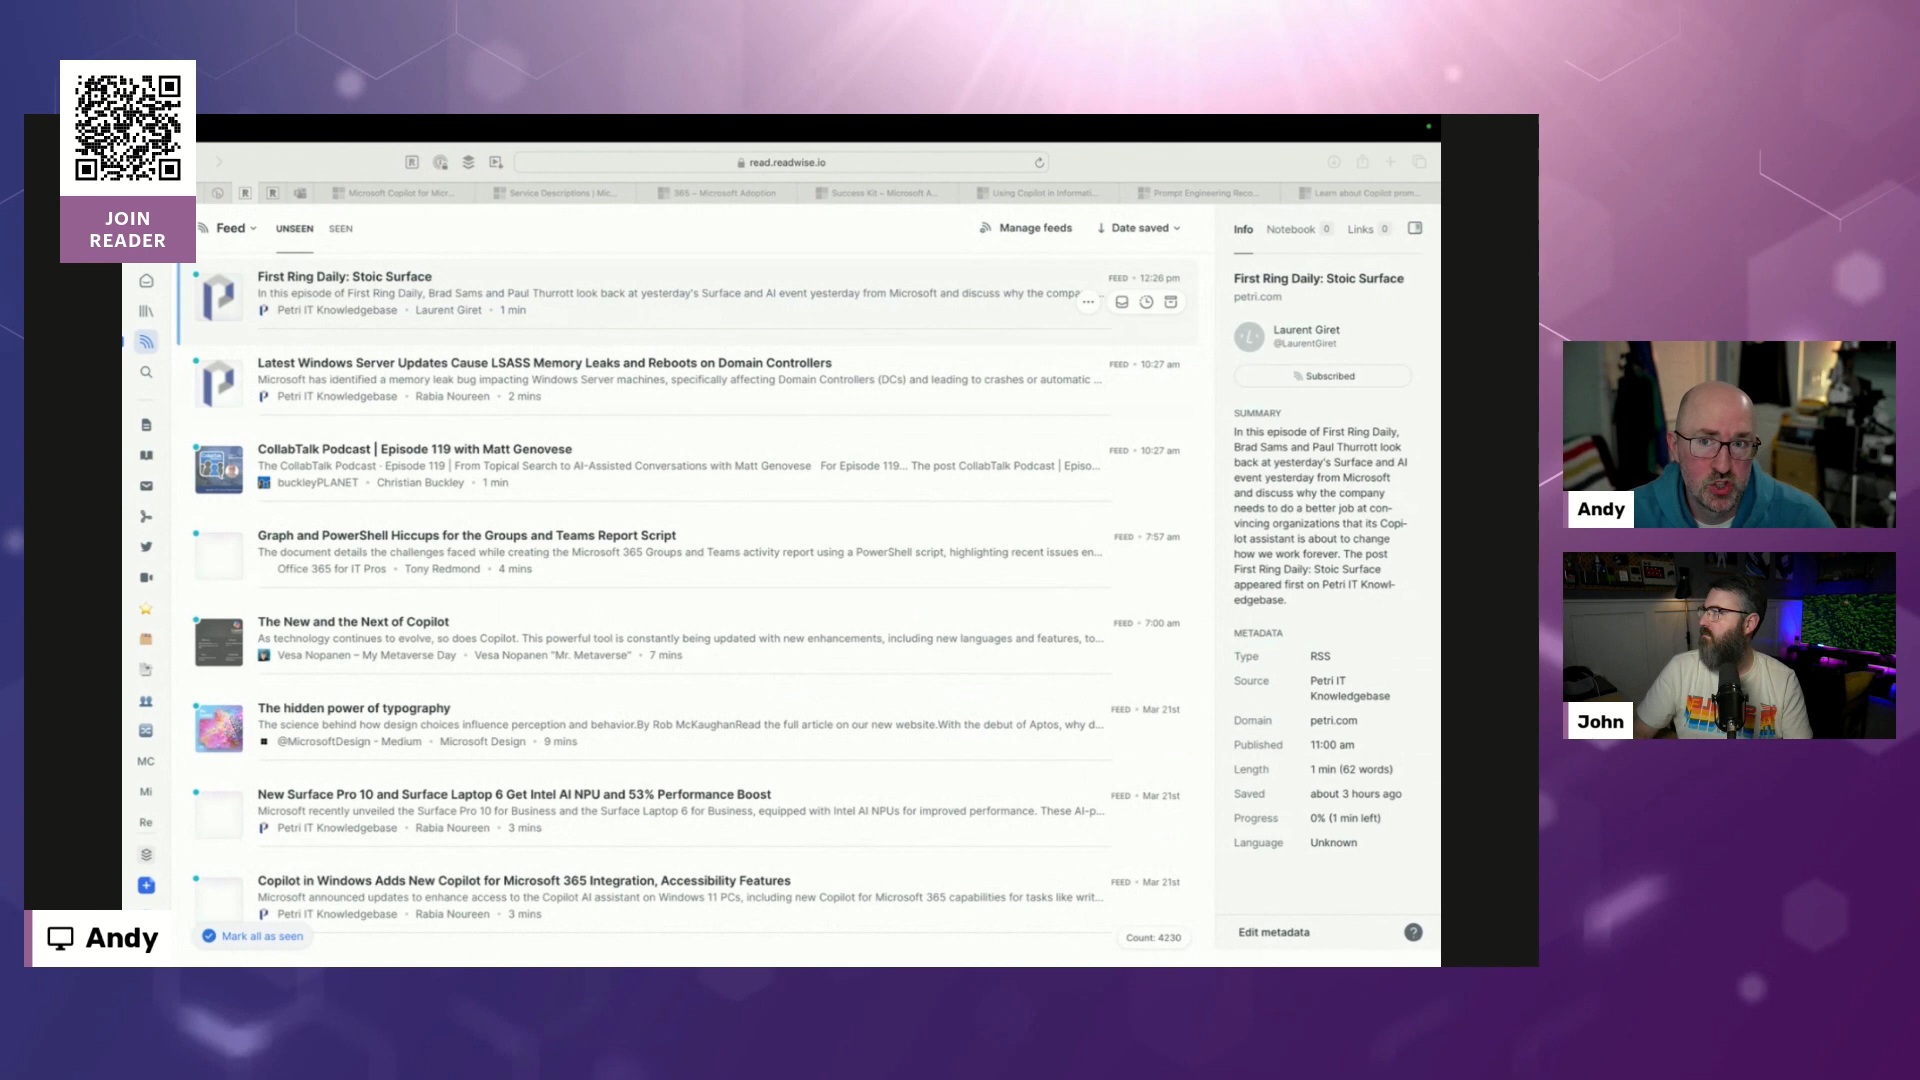 JOIN
READER
read.readwise.io
Microsoft Copilot for Micr...
Service Descriptions | Mic...
365 – Microsoft Adoption
Success Kit – Microsoft A...
Using Copilot in Informati...
Prompt Engineering Reco...
Learn about Copilot prom...
Feed
UNSEEN
SEEN
Manage feeds
Date saved
First Ring Daily: Stoic Surface
FEED • 12:26 pm
In this episode of First Ring Daily, Brad Sams and Paul Thurrott look back at yesterday's Surface and AI event yesterday from Microsoft and discuss why the compa...
Petri IT Knowledgebase • Laurent Giret • 1 min
Latest Windows Server Updates Cause LSASS Memory Leaks and Reboots on Domain Controllers
FEED • 10:27 am
Microsoft has identified a memory leak bug impacting Windows Server machines, specifically affecting Domain Controllers (DCs) and leading to crashes or automatic ...
Petri IT Knowledgebase • Rabia Noureen • 2 mins
CollabTalk Podcast | Episode 119 with Matt Genovese
FEED • 10:27 am
The CollabTalk Podcast · Episode 119 | From Topical Search to AI-Assisted Conversations with Matt Genovese For Episode 119... The post CollabTalk Podcast | Episo...
buckleyPLANET • Christian Buckley • 1 min
Graph and PowerShell Hiccups for the Groups and Teams Report Script
FEED • 7:57 am
The document details the challenges faced while creating the Microsoft 365 Groups and Teams activity report using a PowerShell script, highlighting recent issues en...
Office 365 for IT Pros • Tony Redmond • 4 mins
The New and the Next of Copilot
FEED • 7:00 am
As technology continues to evolve, so does Copilot. This powerful tool is constantly being updated with new enhancements, including new languages and features, to...
Vesa Nopanen – My Metaverse Day • Vesa Nopanen "Mr. Metaverse" • 7 mins
The hidden power of typography
FEED • Mar 21st
The science behind how design choices influence perception and behavior.By Rob McKaughanRead the full article on our new website.With the debut of Aptos, why d...
@MicrosoftDesign - Medium • Microsoft Design • 9 mins
New Surface Pro 10 and Surface Laptop 6 Get Intel AI NPU and 53% Performance Boost
FEED • Mar 21st
Microsoft recently unveiled the Surface Pro 10 for Business and the Surface Laptop 6 for Business, equipped with Intel AI NPUs for improved performance. These AI-p...
Petri IT Knowledgebase • Rabia Noureen • 3 mins
Copilot in Windows Adds New Copilot for Microsoft 365 Integration, Accessibility Features
FEED • Mar 21st
Microsoft announced updates to enhance access to the Copilot AI assistant on Windows 11 PCs, including new Copilot for Microsoft 365 capabilities for tasks like writ...
Petri IT Knowledgebase • Rabia Noureen • 3 mins
MC
Mi
Re
Mark all as seen
Count: 4230
Info
Notebook 0
Links 0
First Ring Daily: Stoic Surface
petri.com
Laurent Giret
@LaurentGiret
Subscribed
SUMMARY
In this episode of First Ring Daily,
Brad Sams and Paul Thurrott look
back at yesterday's Surface and AI
event yesterday from Microsoft
and discuss why the company
needs to do a better job at con-
vincing organizations that its Copi-
lot assistant is about to change
how we work forever. The post
First Ring Daily: Stoic Surface
appeared first on Petri IT Knowl-
edgebase.
METADATA
Type RSS
Source Petri IT
Knowledgebase
Domain petri.com
Published 11:00 am
Length 1 min (62 words)
Saved about 3 hours ago
Progress 0% (1 min left)
Language Unknown
Edit metadata
?
Andy
Andy
John